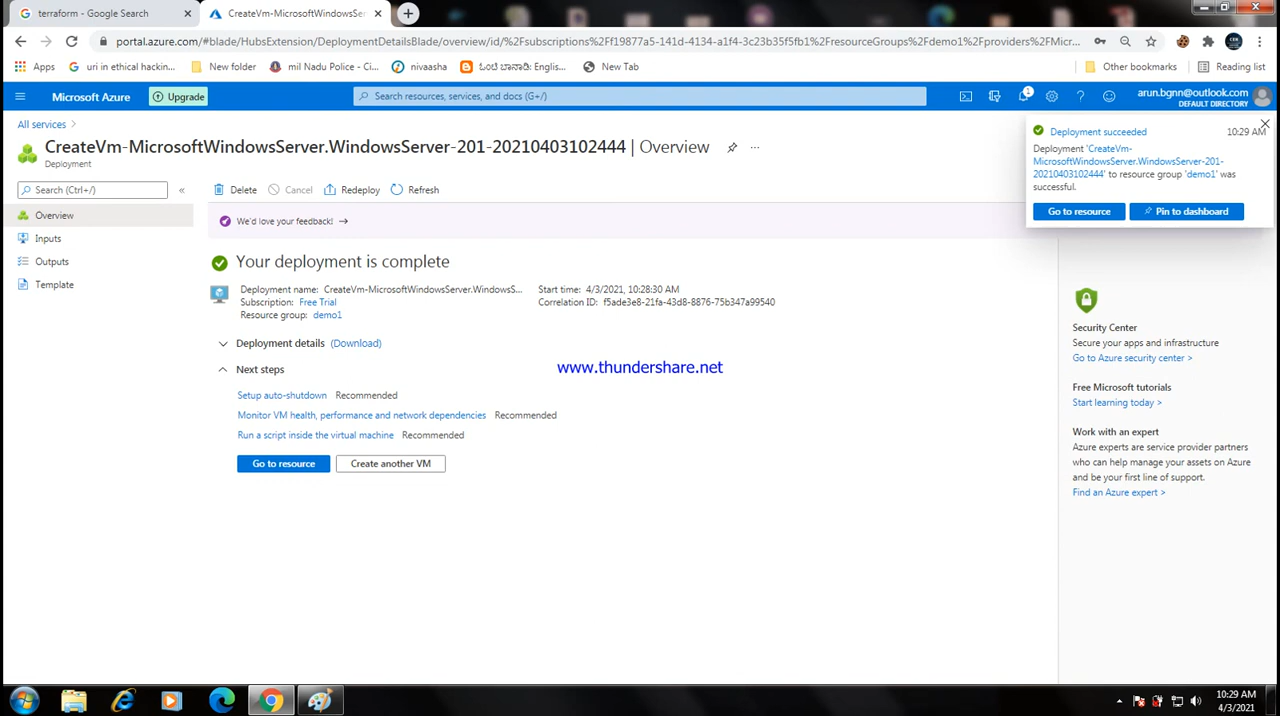 terraform - Google Search
CreateVm-MicrosoftWindowsSer
portal.azure.com/#blade/HubsExtension/DeploymentDetailsBlade/overview/id/%2Fsubscriptions%2Ff19877a5-141d-4134-a1f4-3c23b35f5fb1%2FresourceGroups%2Fdemo1%2Fproviders%2FMicr...
Apps
uri in ethical hackin...
New folder
mil Nadu Police - Ci...
nivaasha
ಓಂಟಿ ಬಾಣಾಡಿ: Englis...
New Tab
Other bookmarks
Reading list
Microsoft Azure
Upgrade
Search resources, services, and docs (G+/)
1
arun.bgnn@outlook.com
DEFAULT DIRECTORY
All services
CreateVm-MicrosoftWindowsServer.WindowsServer-201-20210403102444 | Overview
Deployment
Deployment succeeded
10:29 AM
Deployment 'CreateVm-
MicrosoftWindowsServer.WindowsServer-201-
20210403102444' to resource group 'demo1' was
successful.
Go to resource
Pin to dashboard
Search (Ctrl+/)
Delete
Cancel
Redeploy
Refresh
Overview
Inputs
Outputs
Template
We'd love your feedback!
Your deployment is complete
Deployment name: CreateVm-MicrosoftWindowsServer.WindowsS...
Subscription: Free Trial
Resource group: demo1
Start time: 4/3/2021, 10:28:30 AM
Correlation ID: f5ade3e8-21fa-43d8-8876-75b347a99540
Deployment details (Download)
Next steps
www.thundershare.net
Setup auto-shutdown Recommended
Monitor VM health, performance and network dependencies Recommended
Run a script inside the virtual machine Recommended
Go to resource
Create another VM
Security Center
Secure your apps and infrastructure
Go to Azure security center >
Free Microsoft tutorials
Start learning today >
Work with an expert
Azure experts are service provider partners
who can help manage your assets on Azure
and be your first line of support.
Find an Azure expert >
10:29 AM
4/3/2021